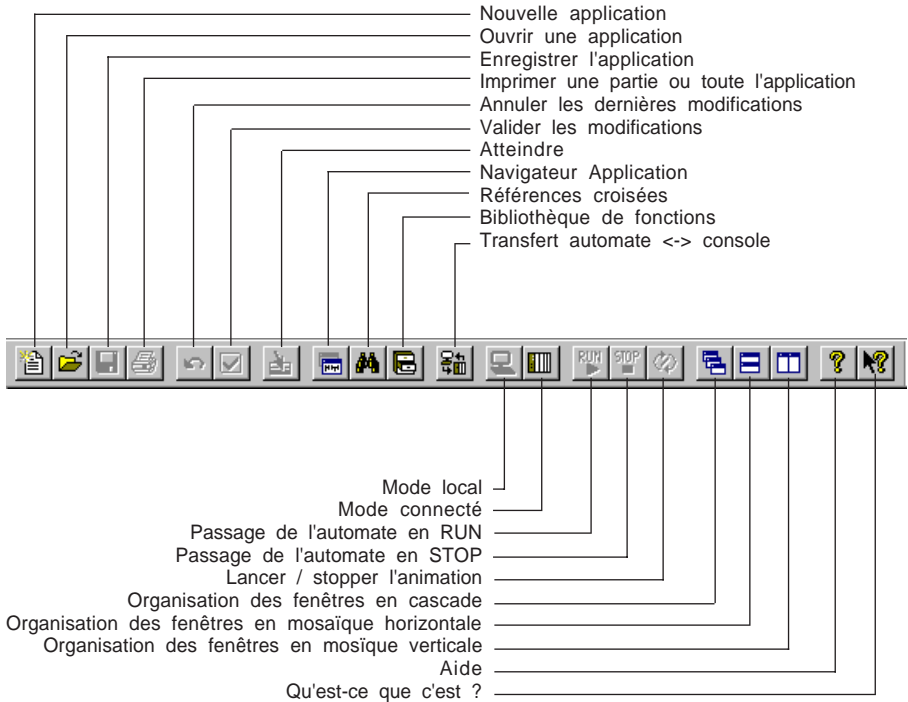 Nouvelle application
Ouvrir une application
Enregistrer l'application
Imprimer une partie ou toute l'application
Annuler les dernières modifications
Valider les modifications
Atteindre
Navigateur Application
Références croisées
Bibliothèque de fonctions
Transfert automate <-> console
RUN STOP
Mode local
Mode connecté
Passage de l'automate en RUN
Passage de l'automate en STOP
Lancer / stopper l'animation
Organisation des fenêtres en cascade
Organisation des fenêtres en mosaïque horizontale
Organisation des fenêtres en mosïque verticale
Aide
Qu'est-ce que c'est ?